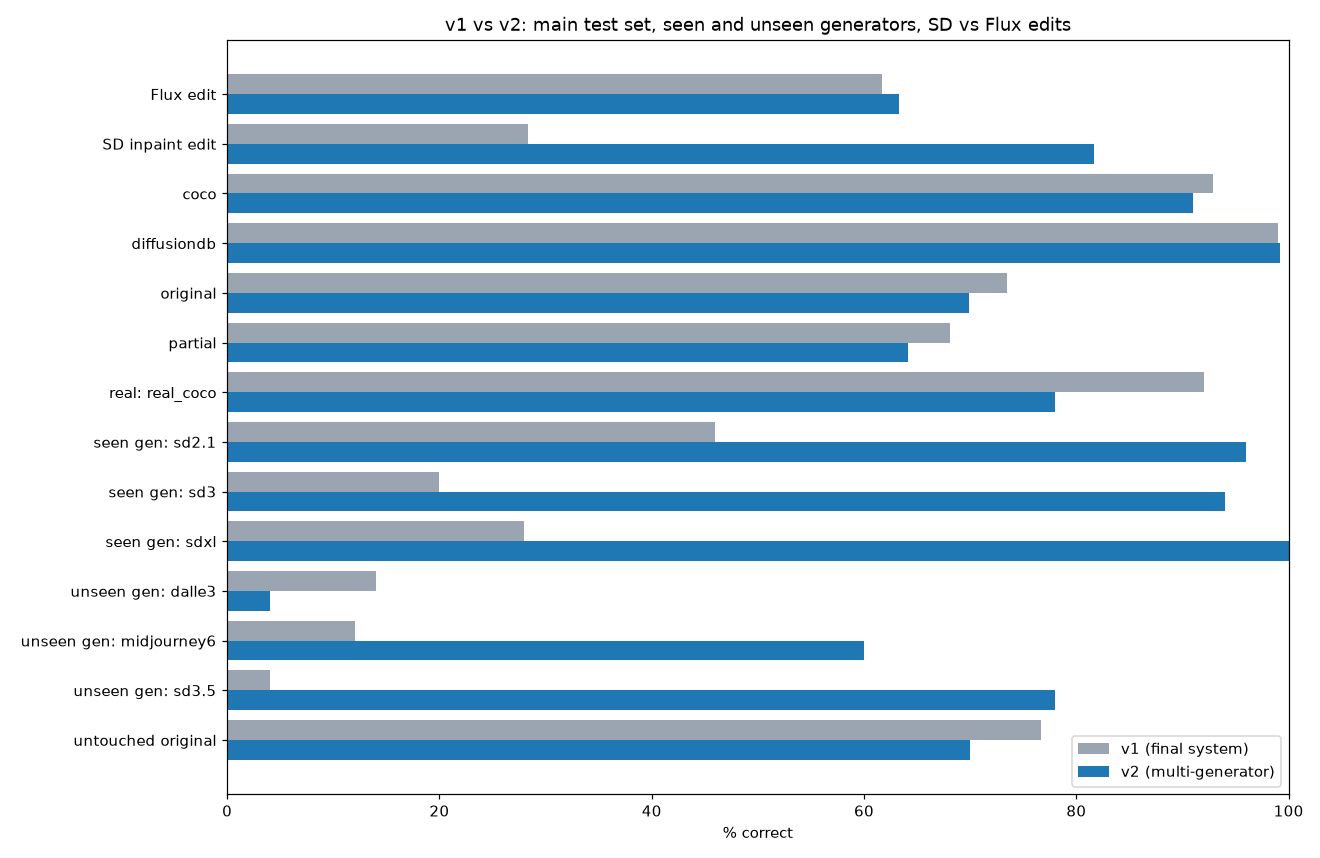 v1 vs v2: main test set, seen and unseen generators, SD vs Flux edits
Flux edit
SD inpaint edit
coco
diffusiondb
original
partial
real: real_coco
seen gen: sd2.1
seen gen: sd3
seen gen: sdxl
unseen gen: dalle3
unseen gen: midjourney6
unseen gen: sd3.5
untouched original
v1 (final system)
v2 (multi-generator)
0 20 40 60 80 100
% correct